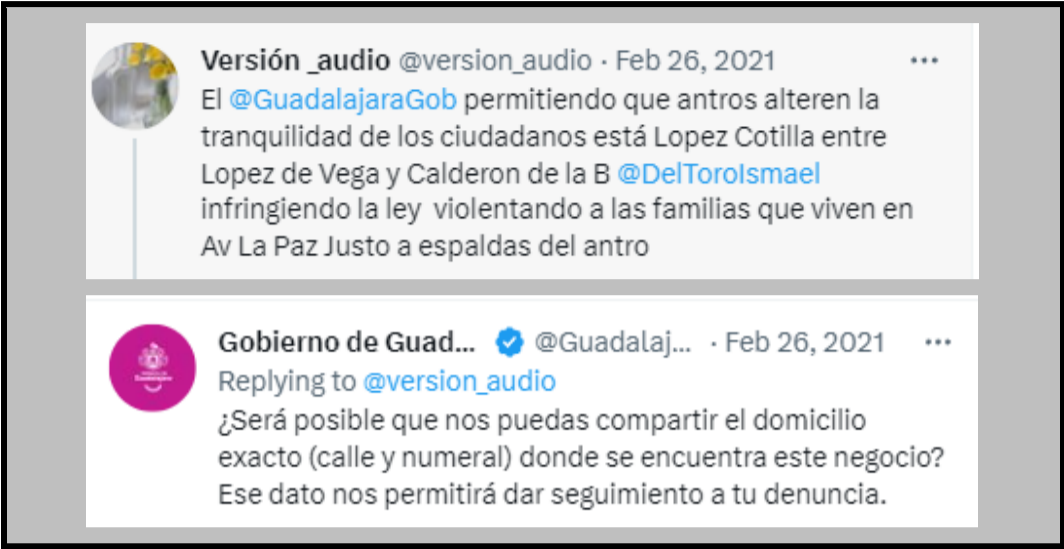 Versión _audio @version_audio · Feb 26, 2021 ...
El @GuadalajaraGob permitiendo que antros alteren la
tranquilidad de los ciudadanos está Lopez Cotilla entre
Lopez de Vega y Calderon de la B @DelToroIsmael
infringiendo la ley violentando a las familias que viven en
Av La Paz Justo a espaldas del antro
Gobierno de Guad... @Guadalaj... · Feb 26, 2021 ...
Replying to @version_audio
¿Será posible que nos puedas compartir el domicilio
exacto (calle y numeral) donde se encuentra este negocio?
Ese dato nos permitirá dar seguimiento a tu denuncia.